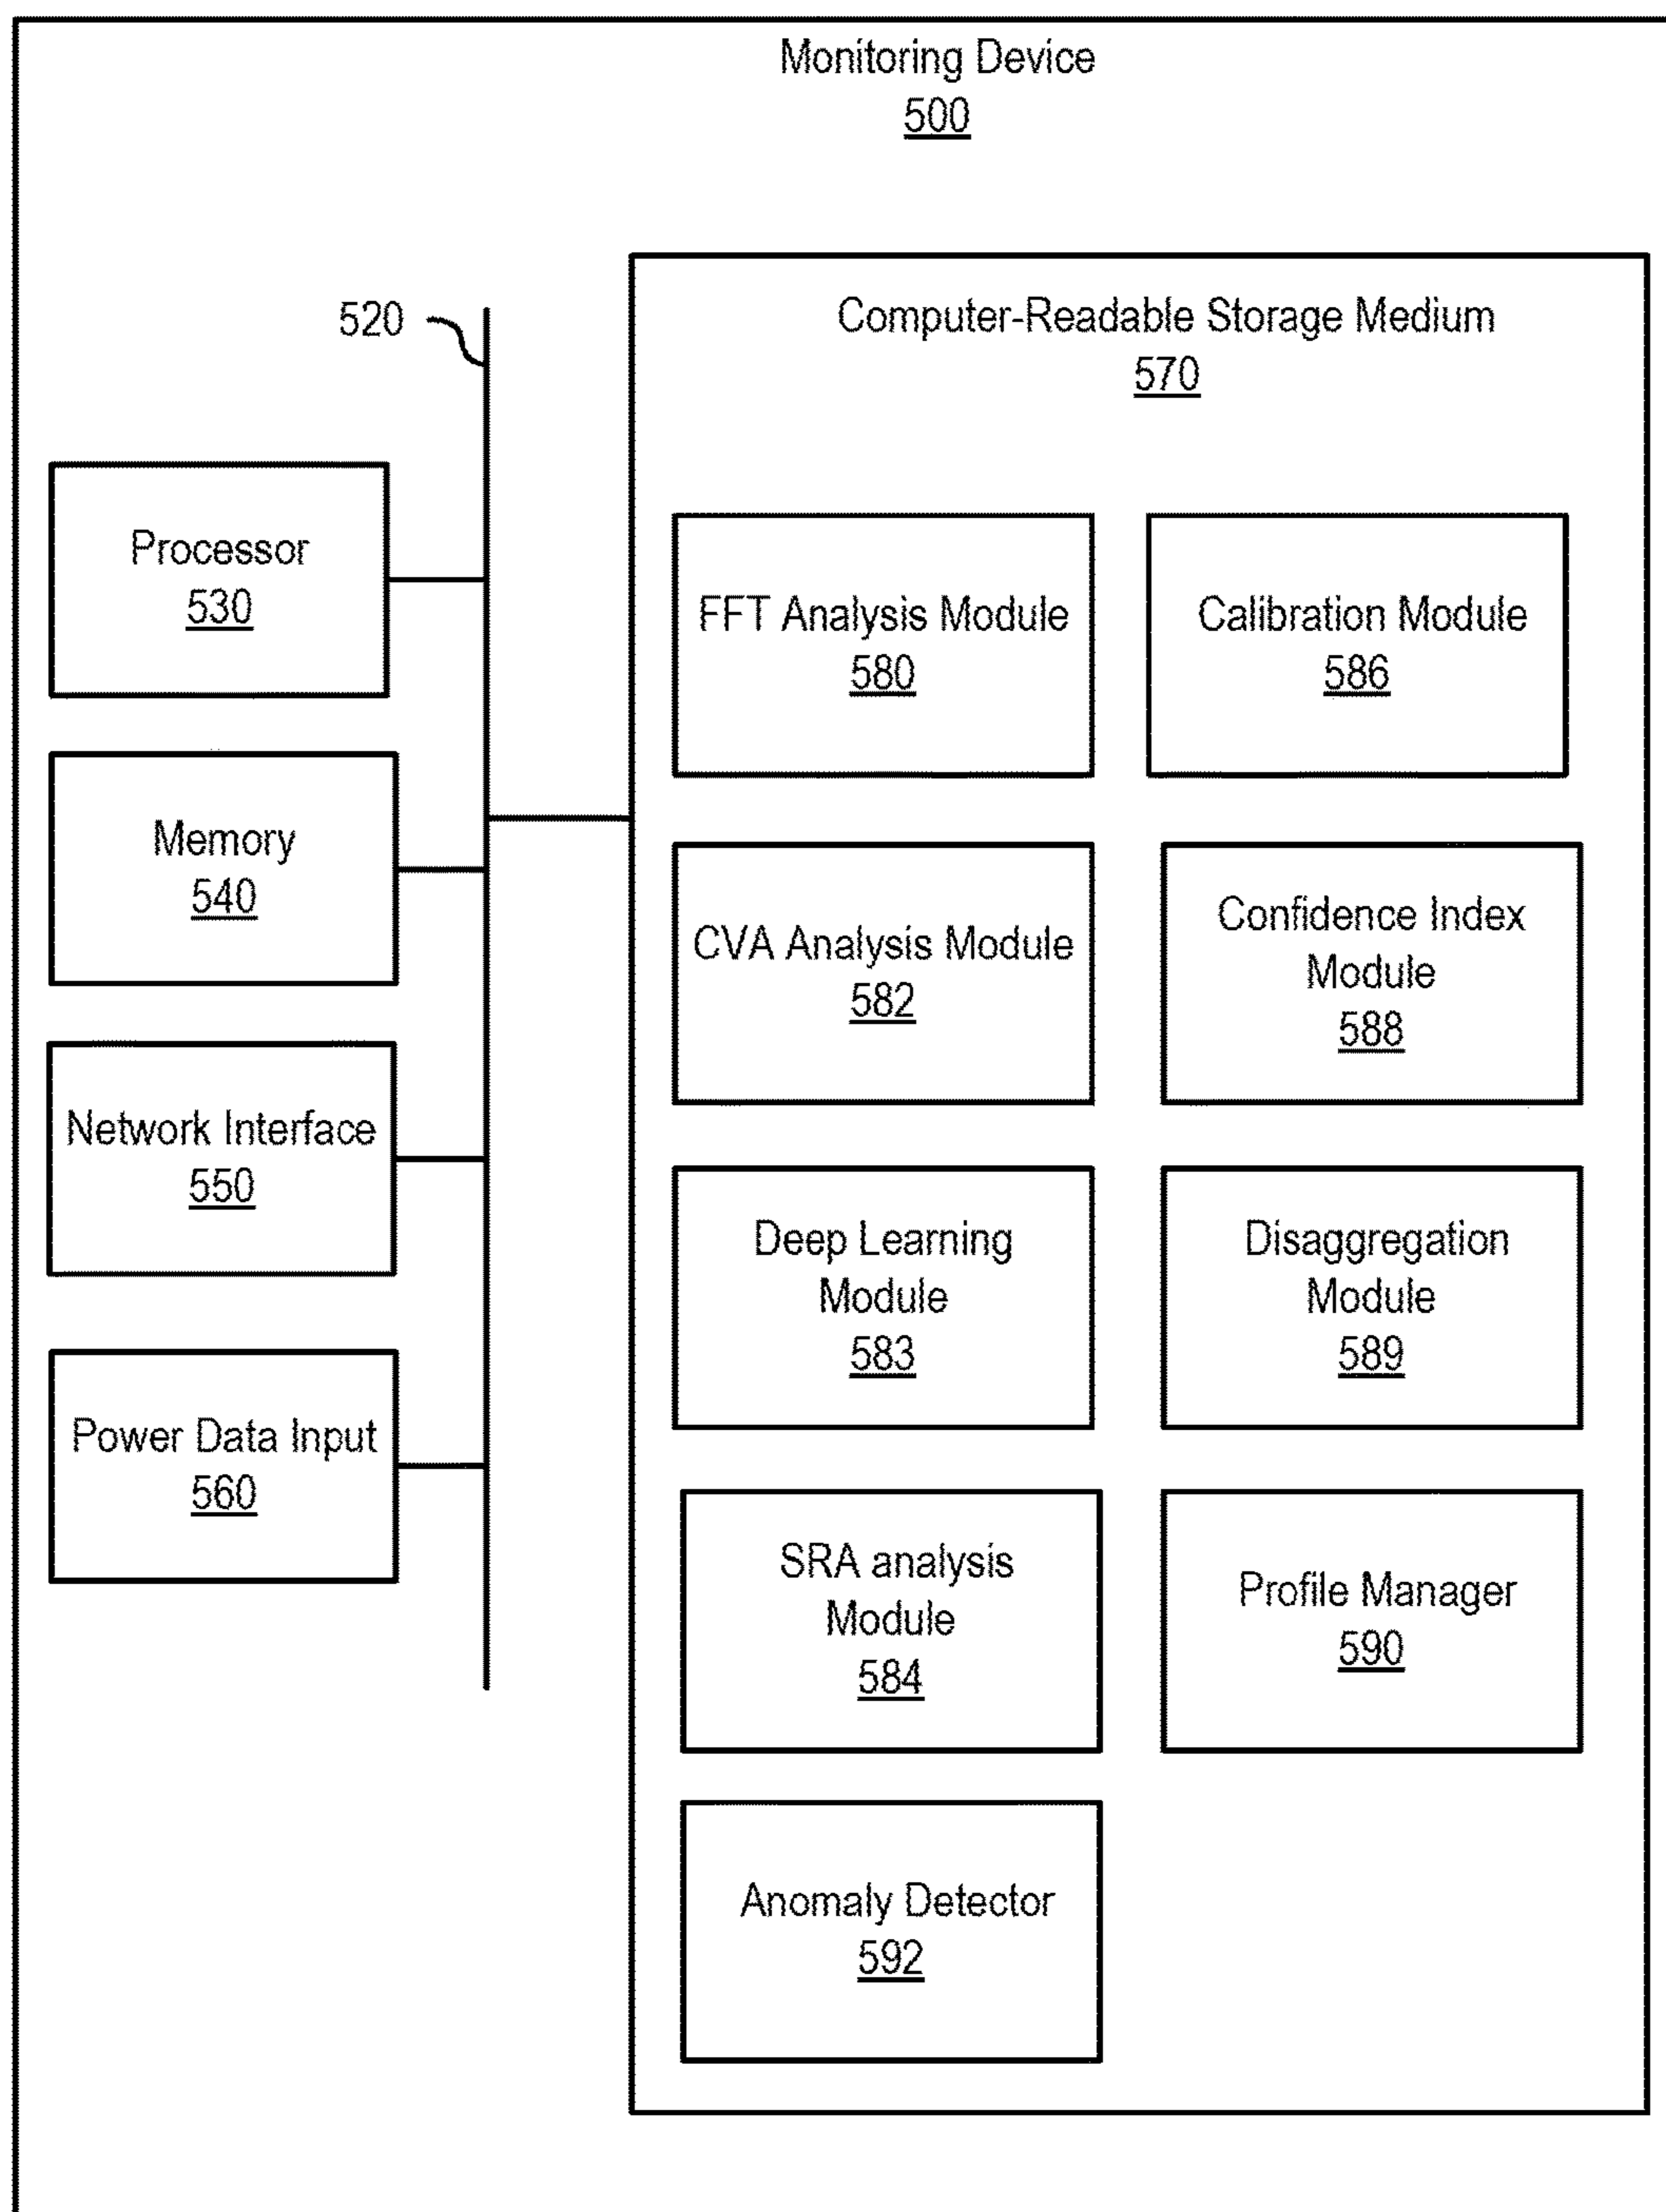 Monitoring Device
500
520
Computer-Readable Storage Medium
570
Processor
530
Memory
540
Network Interface
550
Power Data Input
560
FFT Analysis Module
580
Calibration Module
586
CVA Analysis Module
582
Confidence Index
Module
588
Deep Learning
Module
583
Disaggregation
Module
589
SRA analysis
Module
584
Profile Manager
590
Anomaly Detector
592